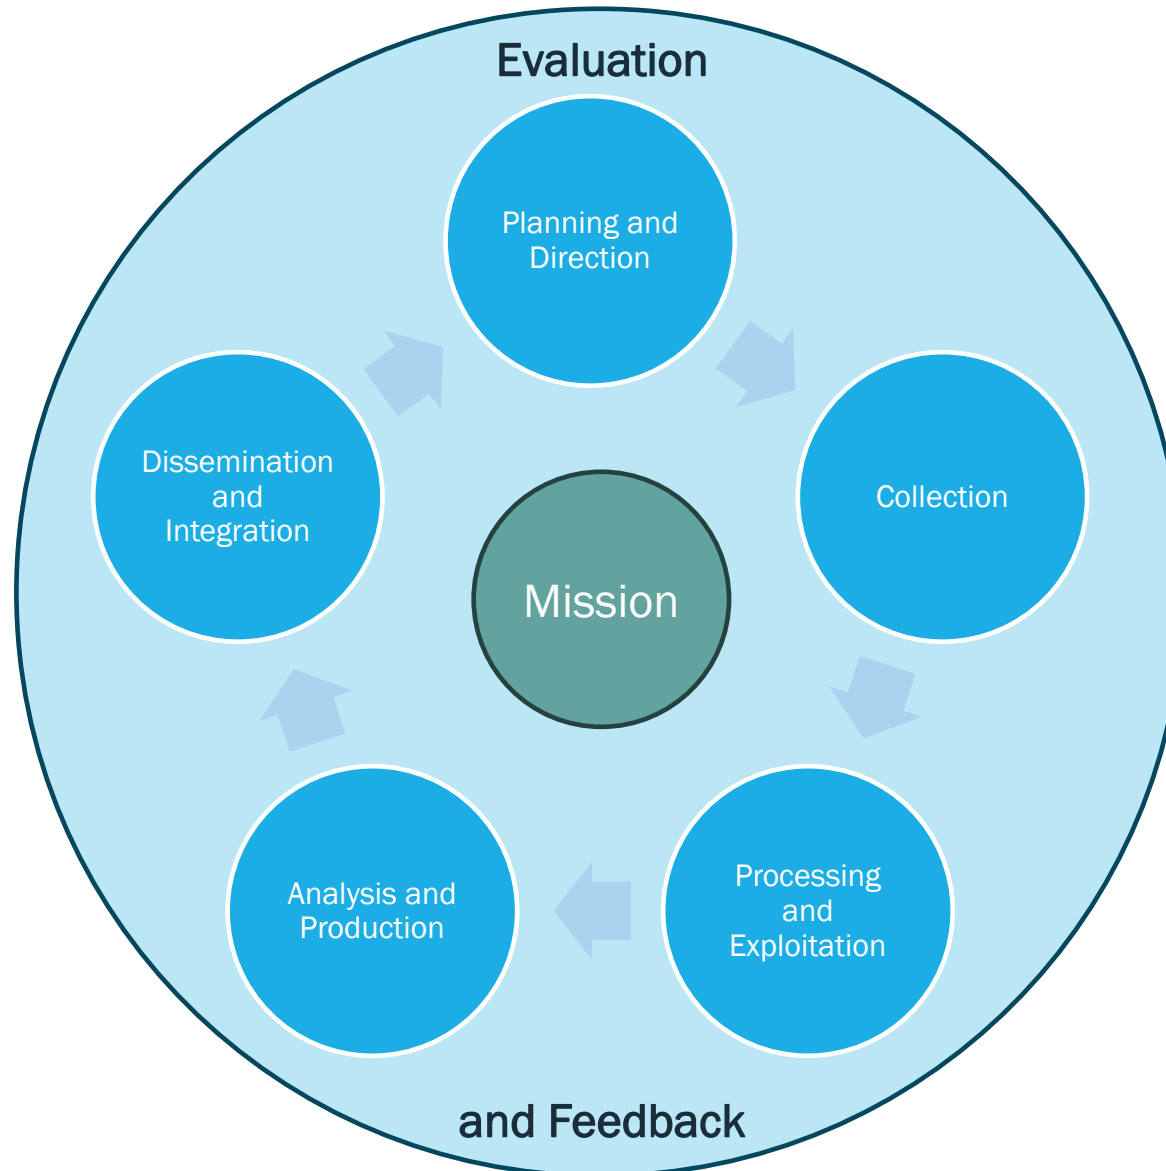 Evaluation
Planning and
Direction
Collection
Processing
and
Exploitation
Analysis and
Production
Dissemination
and
Integration
Mission
and Feedback